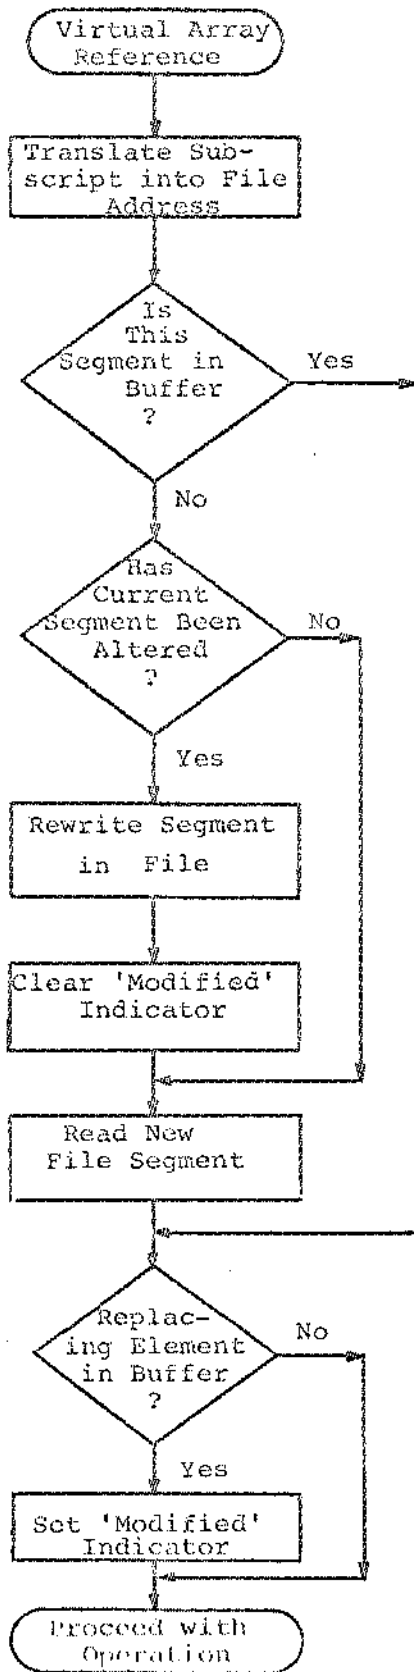 Virtual Array
Reference
Translate Sub-
script into File
Address
Is
This
Segment in
Buffer
?
Yes
No
Has
Current
Segment Been
Altered
?
No
Yes
Rewrite Segment
in File
Clear 'Modified'
Indicator
Read New
File Segment
Replac-
ing Element
in Buffer
?
No
Yes
Set 'Modified'
Indicator
Proceed with
Operation